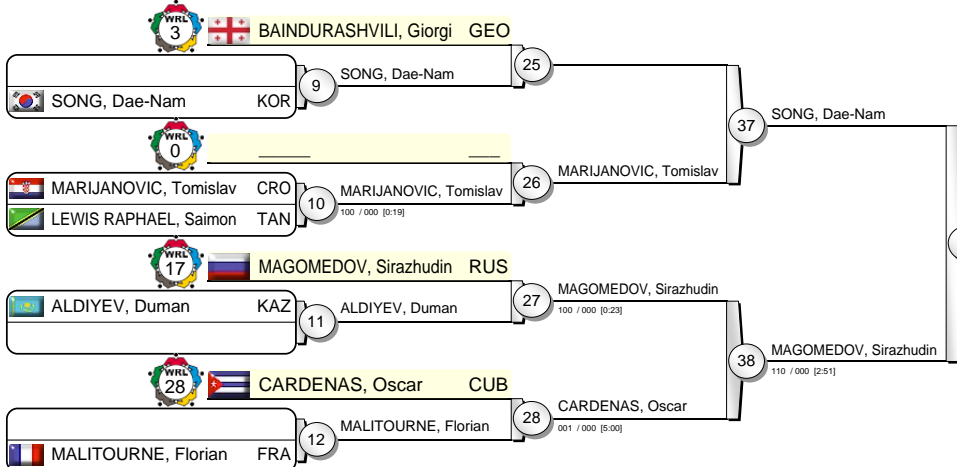 WRL
3
BAINDURASHVILI, Giorgi GEO
25
SONG, Dae-Nam
9
SONG, Dae-Nam KOR
37
SONG, Dae-Nam
WRL
0
______ ___
26
MARIJANOVIC, Tomislav
MARIJANOVIC, Tomislav CRO
10
MARIJANOVIC, Tomislav
100 / 000 [0:19]
LEWIS RAPHAEL, Saimon TAN
WRL
17
MAGOMEDOV, Sirazhudin RUS
27
MAGOMEDOV, Sirazhudin
100 / 000 [0:23]
ALDIYEV, Duman KAZ
11
ALDIYEV, Duman
38
MAGOMEDOV, Sirazhudin
110 / 000 [2:51]
WRL
28
CARDENAS, Oscar CUB
28
CARDENAS, Oscar
001 / 000 [5:00]
12
MALITOURNE, Florian
MALITOURNE, Florian FRA